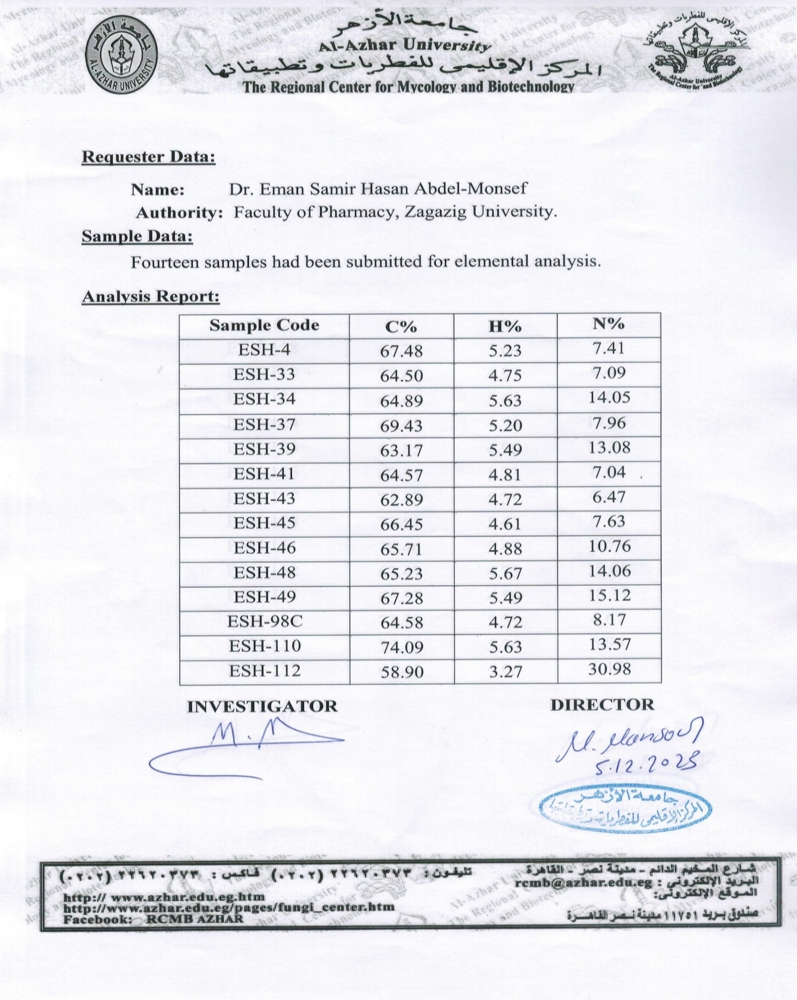 جامعة الأزهر
Al-Azhar University
المركز الإقليمى للفطريات وتطبيقاتها
The Regional Center for Mycology and Biotechnology
جامعة الأزهر
AL-AZHAR UNIVERSITY
المركز الإقليمى للفطريات وتطبيقاتها
Al-Azhar University
The Regional Center for and Biotechnology
Requester Data:
Name: Dr. Eman Samir Hasan Abdel-Monsef
Authority: Faculty of Pharmacy, Zagazig University.
Sample Data:
Fourteen samples had been submitted for elemental analysis.
Analysis Report:
Sample Code C% H% N%
ESH-4 67.48 5.23 7.41
ESH-33 64.50 4.75 7.09
ESH-34 64.89 5.63 14.05
ESH-37 69.43 5.20 7.96
ESH-39 63.17 5.49 13.08
ESH-41 64.57 4.81 7.04
ESH-43 62.89 4.72 6.47
ESH-45 66.45 4.61 7.63
ESH-46 65.71 4.88 10.76
ESH-48 65.23 5.67 14.06
ESH-49 67.28 5.49 15.12
ESH-98C 64.58 4.72 8.17
ESH-110 74.09 5.63 13.57
ESH-112 58.90 3.27 30.98
INVESTIGATOR DIRECTOR
M. Mansour
5.12.2023
جامعة الأزهر
المركز الإقليمى للفطريات وتطبيقاتها
شارع المخيم الدائم - مدينة نصر - القاهرة
تليفون: ٢٢٦٢٠٣٧٣ (٠٢٠٢) فاكس: ٢٢٦٢٠٣٧٣ (٠٢٠٢)
البريد الإلكترونى : rcmb@azhar.edu.eg
الموقع الإلكترونى:
http:// www.azhar.edu.eg.htm
http://www.azhar.edu.eg/pages/fungi_center.htm
Facebook: RCMB AZHAR
صندوق بريد ١١٧٥١ مدينة نصر القاهرة